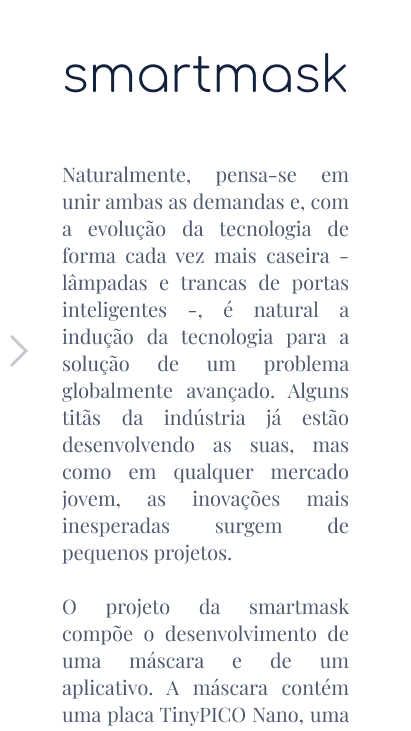 smartmask
Naturalmente, pensa-se em
unir ambas as demandas e, com
a evolução da tecnologia de
forma cada vez mais caseira -
lâmpadas e trancas de portas
inteligentes -, é natural a
indução da tecnologia para a
solução de um problema
globalmente avançado. Alguns
titãs da indústria já estão
desenvolvendo as suas, mas
como em qualquer mercado
jovem, as inovações mais
inesperadas surgem de
pequenos projetos.
O projeto da smartmask
compõe o desenvolvimento de
uma máscara e de um
aplicativo. A máscara contém
uma placa TinyPICO Nano, uma